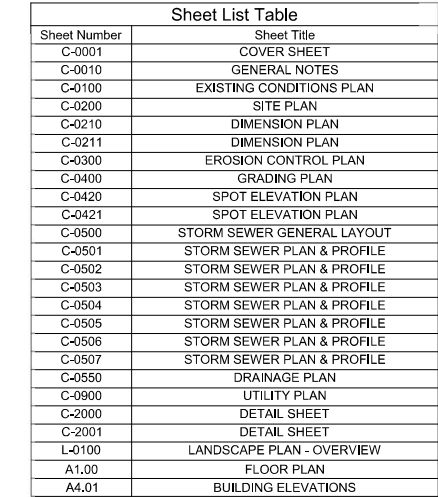 Sheet List Table
Sheet Number Sheet Title
C-0001 COVER SHEET
C-0010 GENERAL NOTES
C-0100 EXISTING CONDITIONS PLAN
C-0200 SITE PLAN
C-0210 DIMENSION PLAN
C-0211 DIMENSION PLAN
C-0300 EROSION CONTROL PLAN
C-0400 GRADING PLAN
C-0420 SPOT ELEVATION PLAN
C-0421 SPOT ELEVATION PLAN
C-0500 STORM SEWER GENERAL LAYOUT
C-0501 STORM SEWER PLAN & PROFILE
C-0502 STORM SEWER PLAN & PROFILE
C-0503 STORM SEWER PLAN & PROFILE
C-0504 STORM SEWER PLAN & PROFILE
C-0505 STORM SEWER PLAN & PROFILE
C-0506 STORM SEWER PLAN & PROFILE
C-0507 STORM SEWER PLAN & PROFILE
C-0550 DRAINAGE PLAN
C-0900 UTILITY PLAN
C-2000 DETAIL SHEET
C-2001 DETAIL SHEET
L-0100 LANDSCAPE PLAN - OVERVIEW
A1.00 FLOOR PLAN
A4.01 BUILDING ELEVATIONS